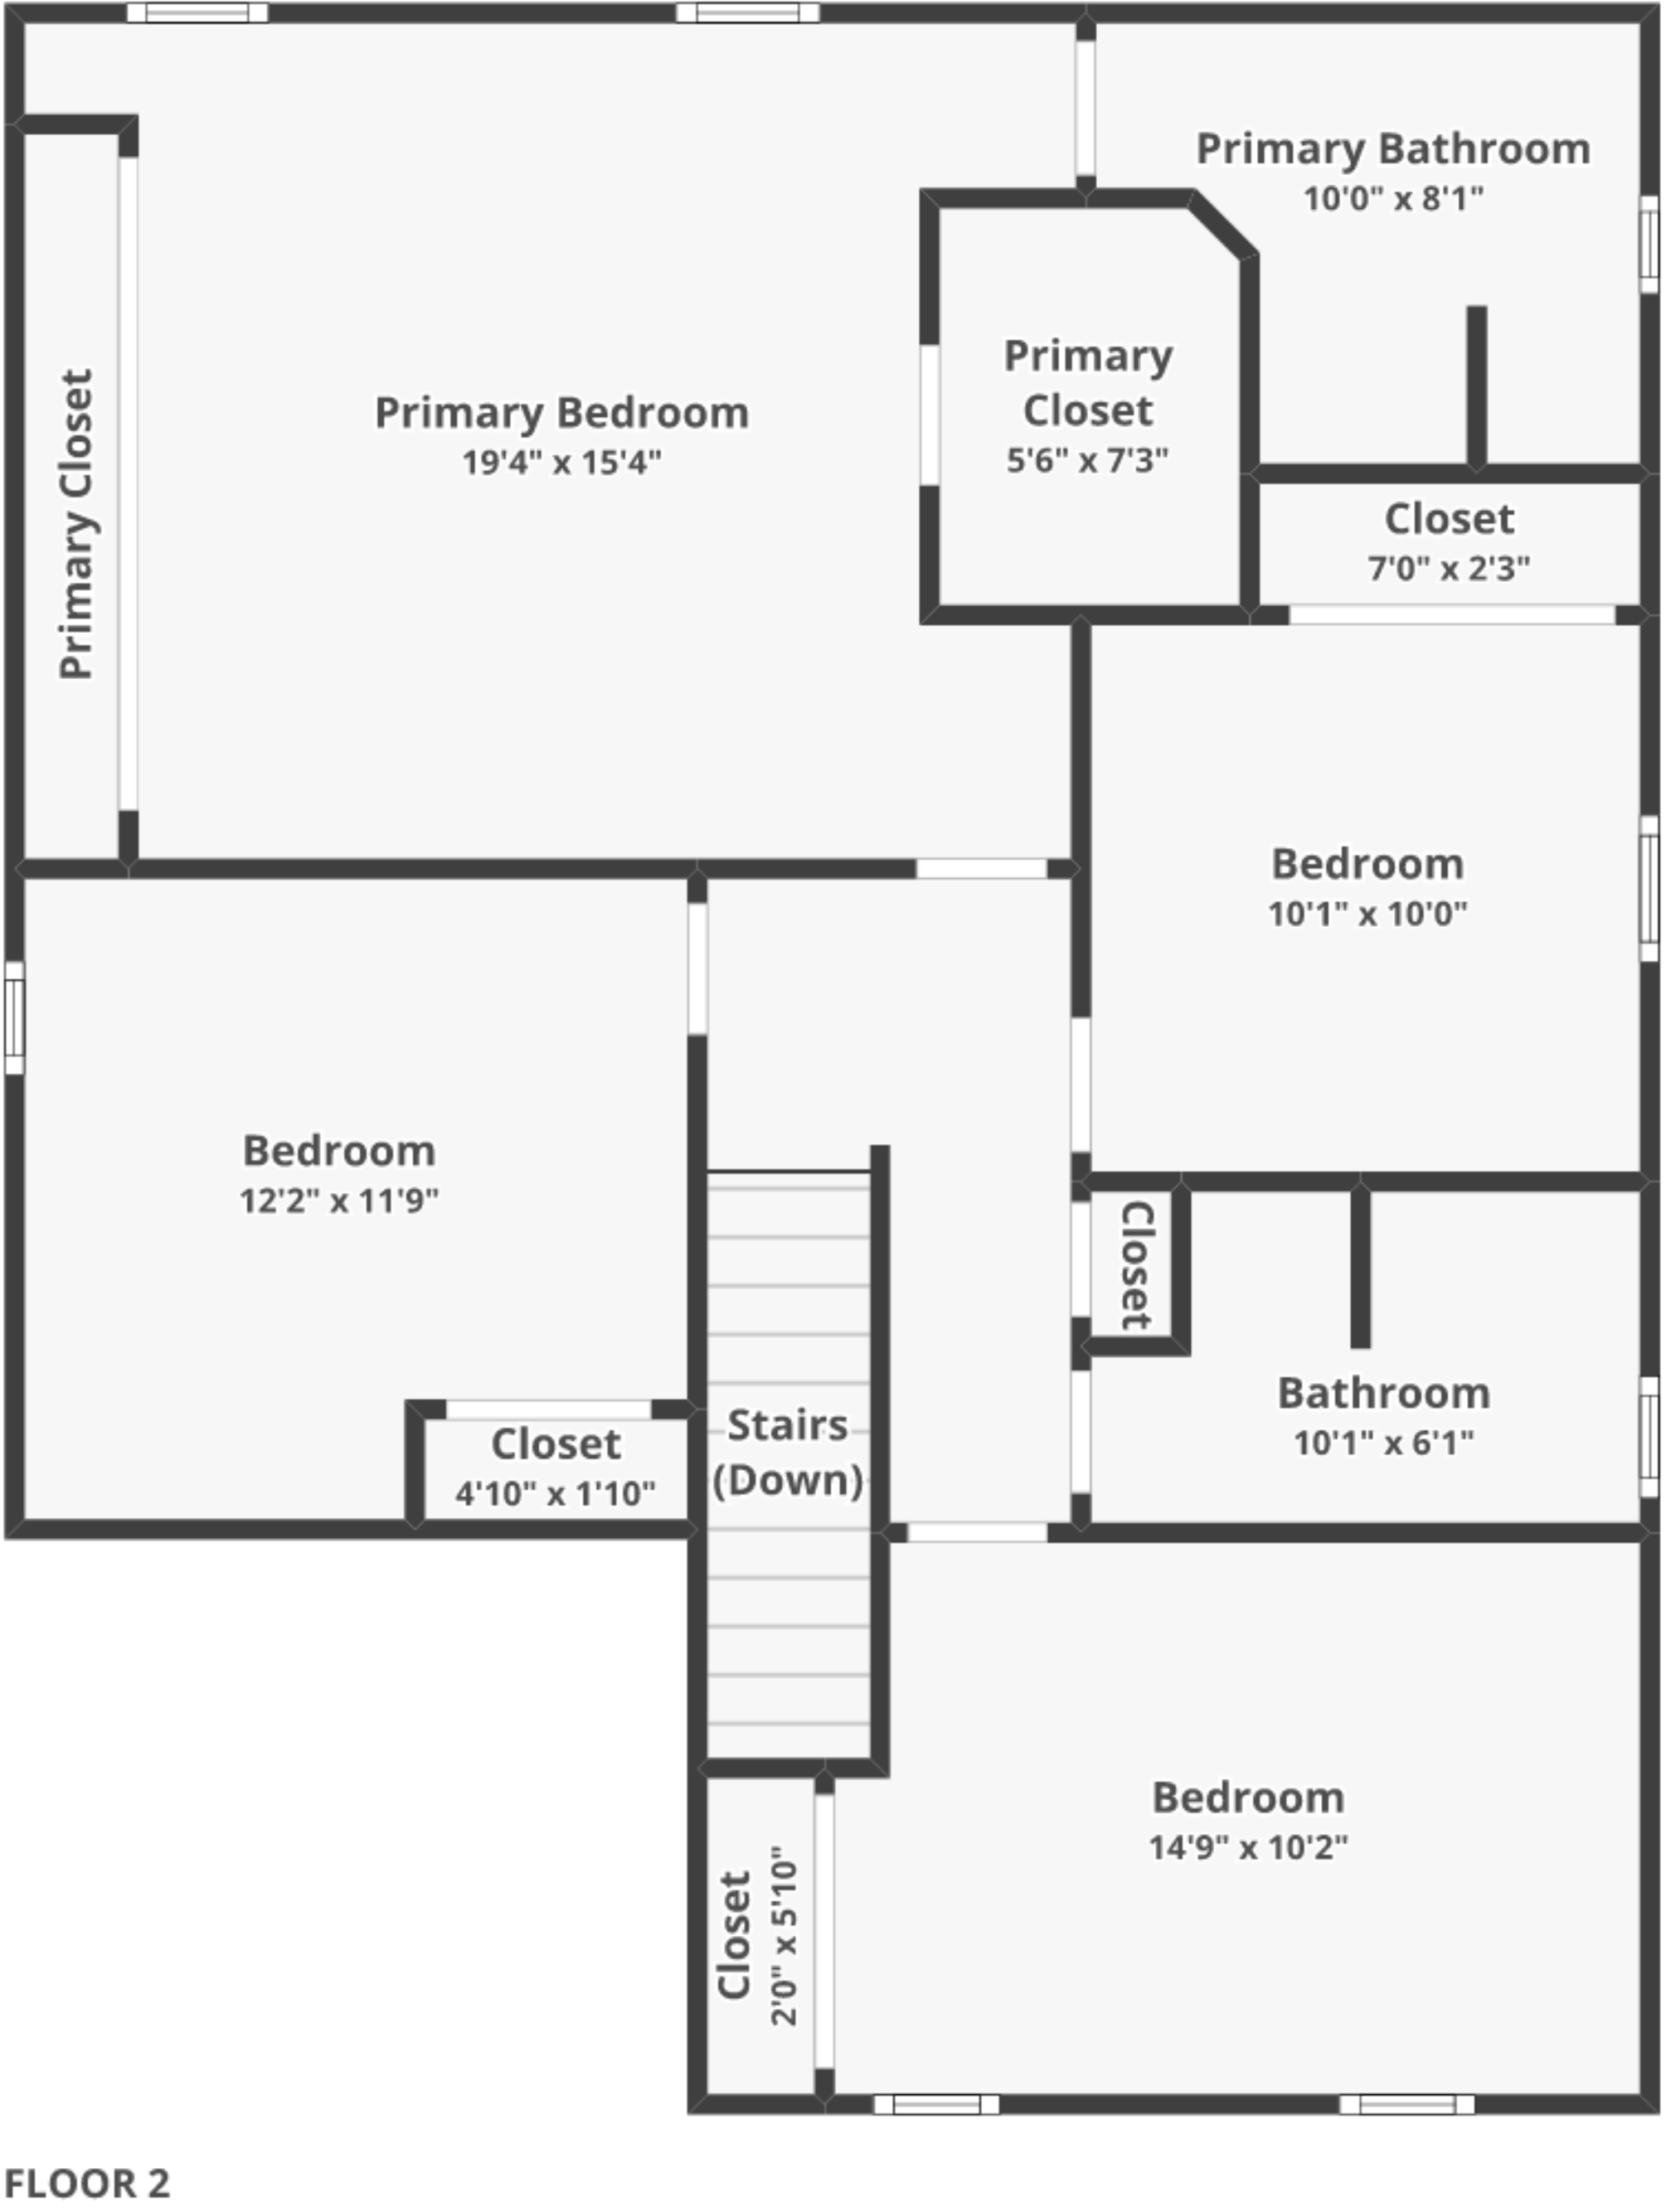 Primary Bathroom
10'0" x 8'1"
Primary Closet
Primary Bedroom
19'4" x 15'4"
Primary
Closet
5'6" x 7'3"
Closet
7'0" x 2'3"
Bedroom
10'1" x 10'0"
Bedroom
12'2" x 11'9"
Closet
Bathroom
10'1" x 6'1"
Closet
4'10" x 1'10"
Stairs
(Down)
Bedroom
14'9" x 10'2"
Closet
2'0" x 5'10"
FLOOR 2